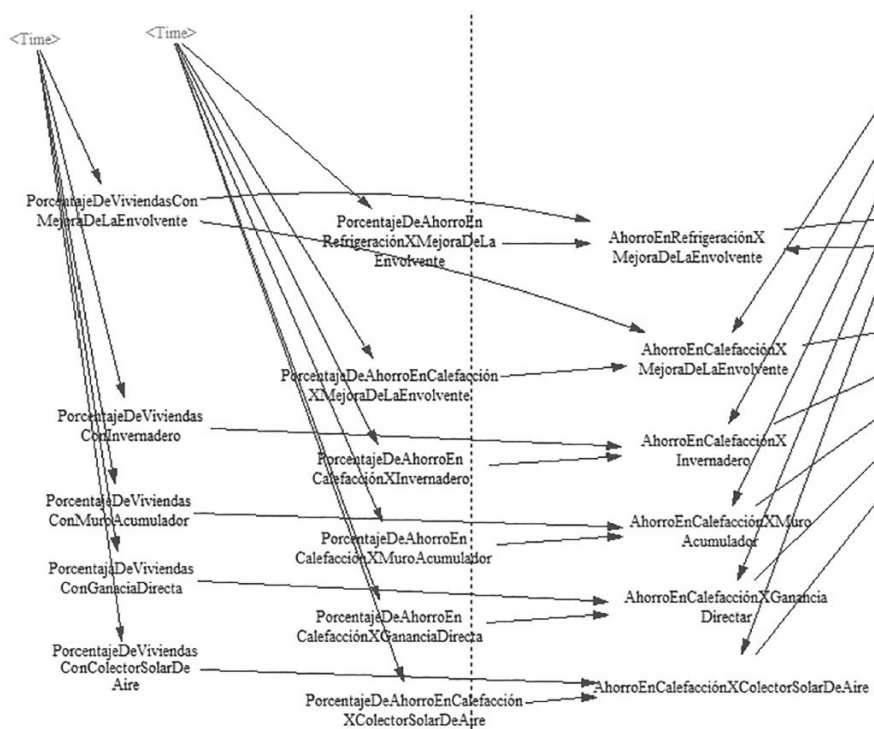 <Time>
<Time>
PorcentajeDeViviendasCon
MejoraDeLaEnvolvente
PorcentajeDeAhorroEn
RefrigeraciónXMejoraDeLa
Envolvente
AhorroEnRefrigeraciónX
MejoraDeLaEnvolvente
AhorroEnCalefacciónX
MejoraDeLaEnvolvente
PorcentajeDeAhorroEnCalefacción
XMejoraDeLaEnvolvente
PorcentajeDeViviendas
ConInvernadero
AhorroEnCalefacciónX
Invernadero
PorcentajeDeAhorroEn
CalefacciónXInvernadero
PorcentajeDeViviendas
ConMuroAcumulador
AhorroEnCalefacciónXMuro
Acumulador
PorcentajeDeAhorroEn
CalefacciónXMuroAcumulador
PorcentajeDeViviendas
ConGanaciaDirecta
AhorroEnCalefacciónXGanancia
Directar
PorcentajeDeAhorroEn
CalefacciónXGananciaDirecta
PorcentajeDeViviendas
ConColectorSolarDe
Aire
AhorroEnCalefacciónXColectorSolarDeAire
PorcentajeDeAhorroEnCalefacción
XColectorSolarDeAire